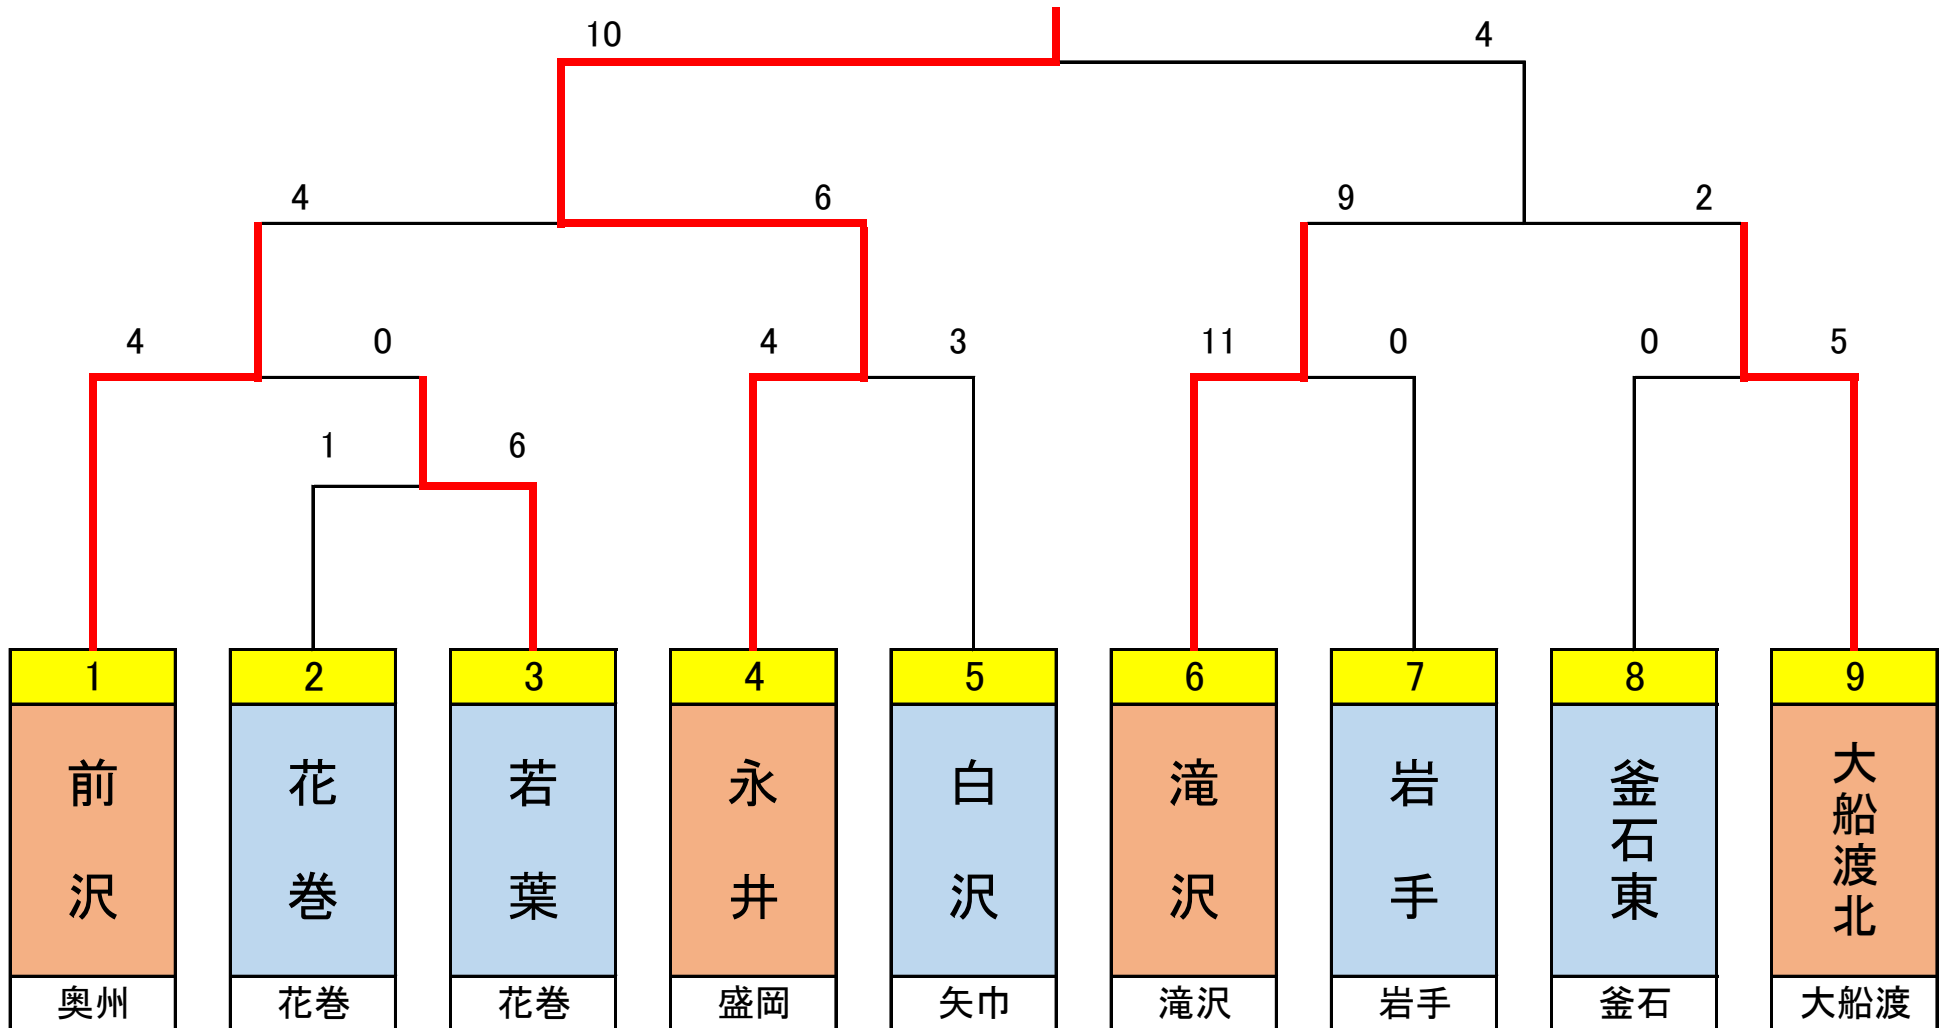 10 4
4 6 9 2
4 0 4 3 11 0 0 5
1 6
1 2 3 4 5 6 7 8 9
前沢 花巻 若葉 永井 白沢 滝沢 岩手 釜石東 大船渡北
奥州 花巻 花巻 盛岡 矢巾 滝沢 岩手 釜石 大船渡